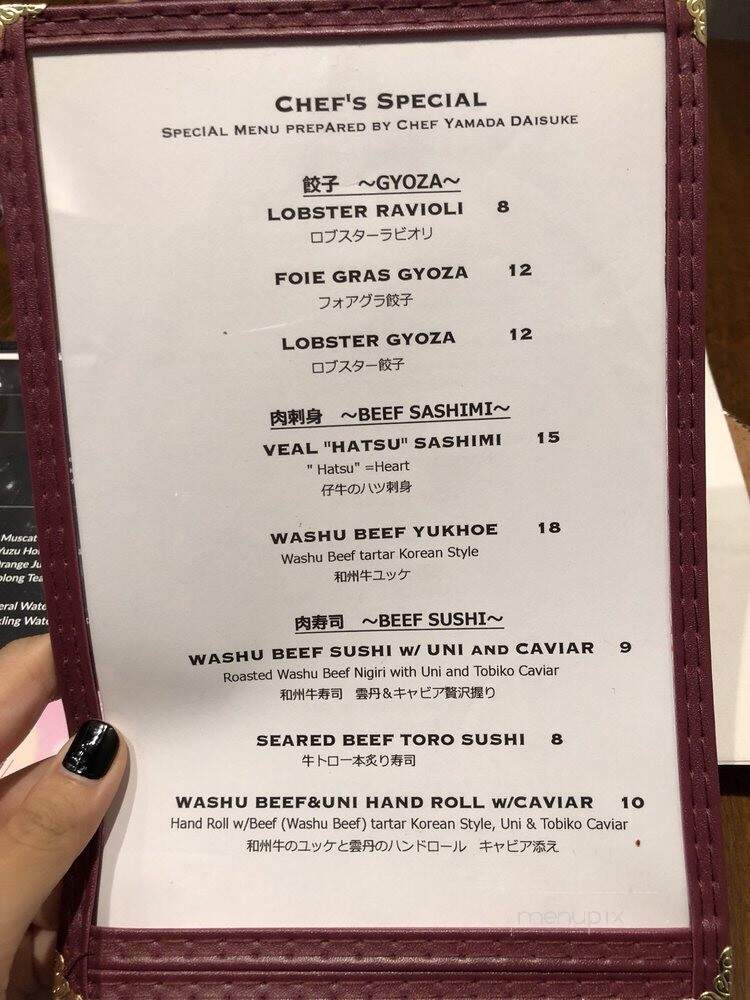 CHEF'S SPECIAL
SPECIAL MENU PREPARED BY CHEF YAMADA DAISUKE
餃子　～GYOZA～
LOBSTER RAVIOLI 8
ロブスターラビオリ
FOIE GRAS GYOZA 12
フォアグラ餃子
LOBSTER GYOZA 12
ロブスター餃子
肉刺身　～BEEF SASHIMI～
VEAL "HATSU" SASHIMI 15
" Hatsu" =Heart
仔牛のハツ刺身
WASHU BEEF YUKHOE 18
Washu Beef tartar Korean Style
和州牛ユッケ
肉寿司　～BEEF SUSHI～
WASHU BEEF SUSHI W/ UNI AND CAVIAR 9
Roasted Washu Beef Nigiri with Uni and Tobiko Caviar
和州牛寿司　雲丹＆キャビア贅沢握り
SEARED BEEF TORO SUSHI 8
牛トロ一本炙り寿司
WASHU BEEF&UNI HAND ROLL W/CAVIAR 10
Hand Roll w/Beef (Washu Beef) tartar Korean Style, Uni & Tobiko Caviar
和州牛のユッケと雲丹のハンドロール　キャビア添え
Muscat
Yuzu
Orange
Tea
menupix